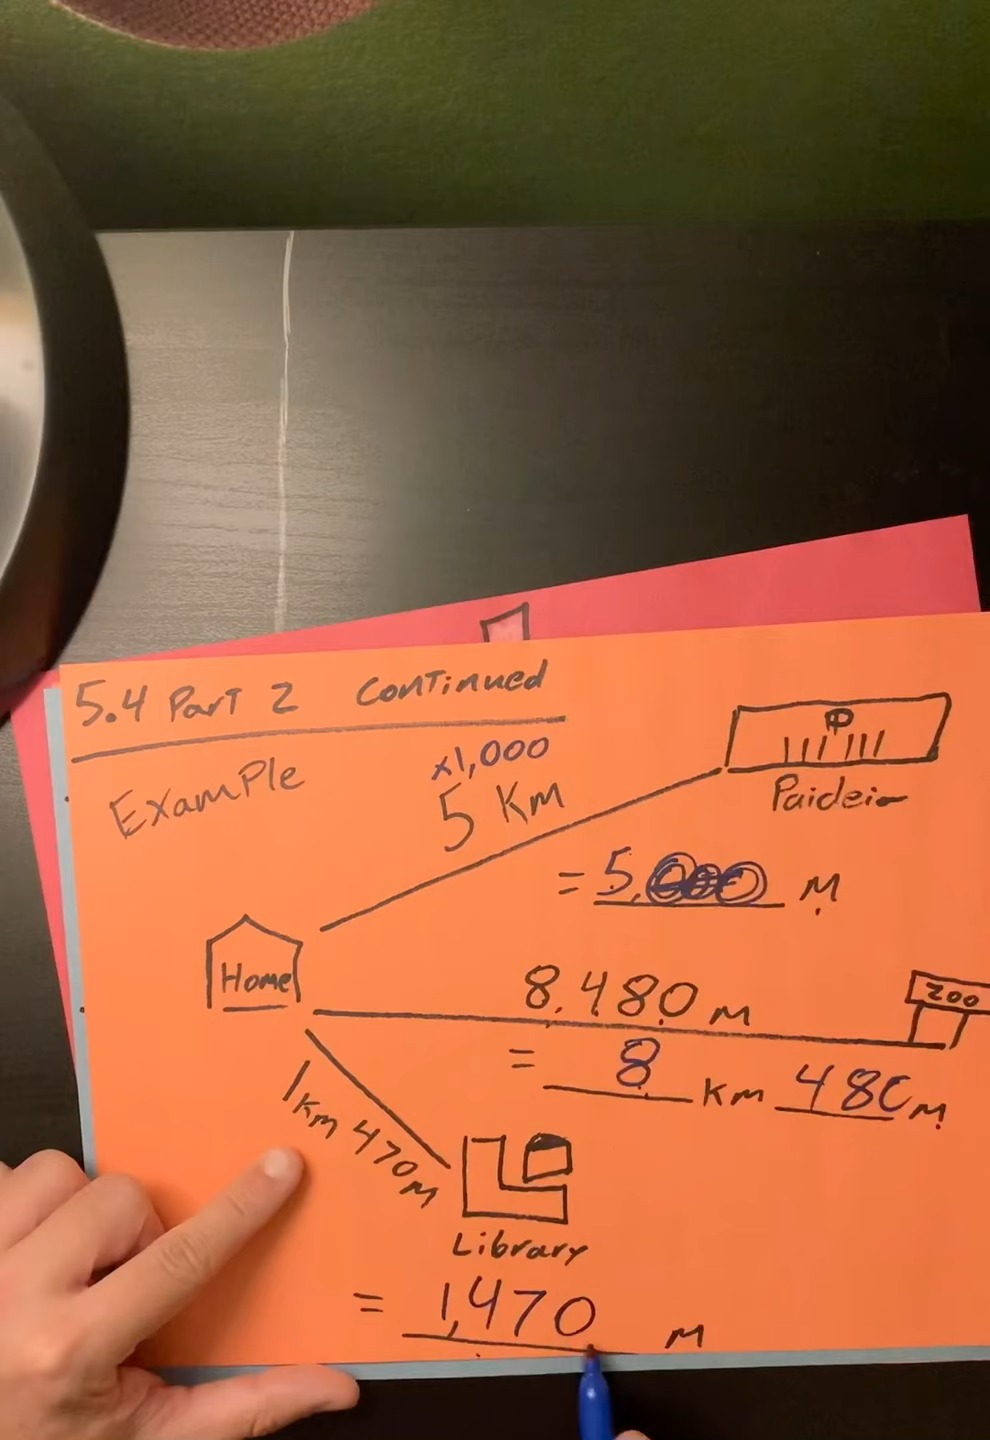 5.4 Part 2 Continued
Example
x1,000
5 Km
P
Paideia
= 5,000 M
Home
8,480 M
ZOO
= 8 Km 480 M
1 Km 470 M
Library
= 1,470 M